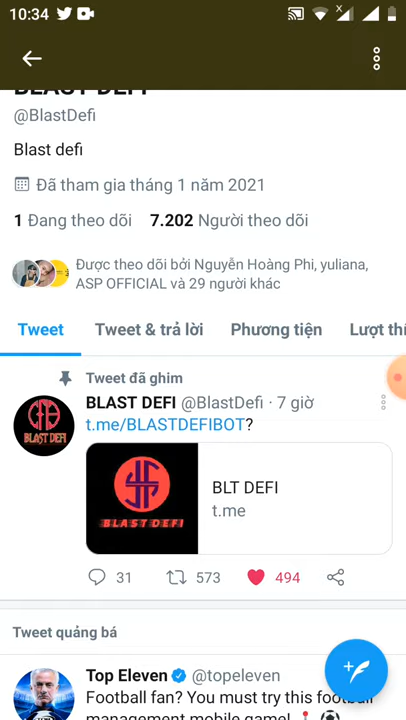 10:34
BLAST DEFI
@BlastDefi
Blast defi
Đã tham gia tháng 1 năm 2021
1 Đang theo dõi 7.202 Người theo dõi
Được theo dõi bởi Nguyễn Hoàng Phi, yuliana,
ASP OFFICIAL và 29 người khác
Tweet Tweet & trả lời Phương tiện Lượt thí
Tweet đã ghim
BLAST DEFI @BlastDefi · 7 giờ
t.me/BLASTDEFIBOT?
BLAST DEFI
BLAST DEFI
BLT DEFI
t.me
31 573 494
Tweet quảng bá
Top Eleven @topeleven
Football fan? You must try this football
management mobile game!